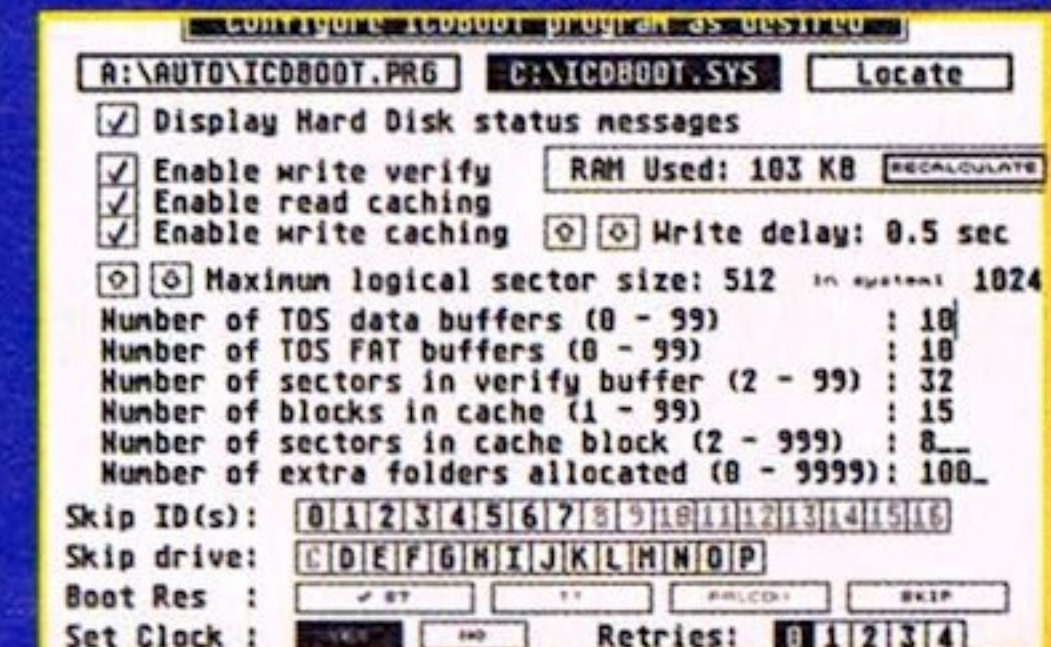 Configure ICDBOOT program as desired
A:\AUTO\ICDBOOT.PRG C:\ICDBOOT.SYS Locate
Display Hard Disk status messages
Enable write verify RAM Used: 103 KB RECALCULATE
Enable read caching
Enable write caching Write delay: 0.5 sec
Maximum logical sector size: 512 In system: 1024
Number of TOS data buffers (0 - 99) : 10
Number of TOS FAT buffers (0 - 99) : 10
Number of sectors in verify buffer (2 - 99) : 32
Number of blocks in cache (1 - 99) : 15
Number of sectors in cache block (2 - 999) : 8__
Number of extra folders allocated (0 - 9999): 100_
Skip ID(s): 0 1 2 3 4 5 6 7 8 9 10 11 12 13 14 15 16
Skip drive: C D E F G H I J K L M N O P
Boot Res : ST TT FALCON SKIP
Set Clock : YES NO Retries: 0 1 2 3 4